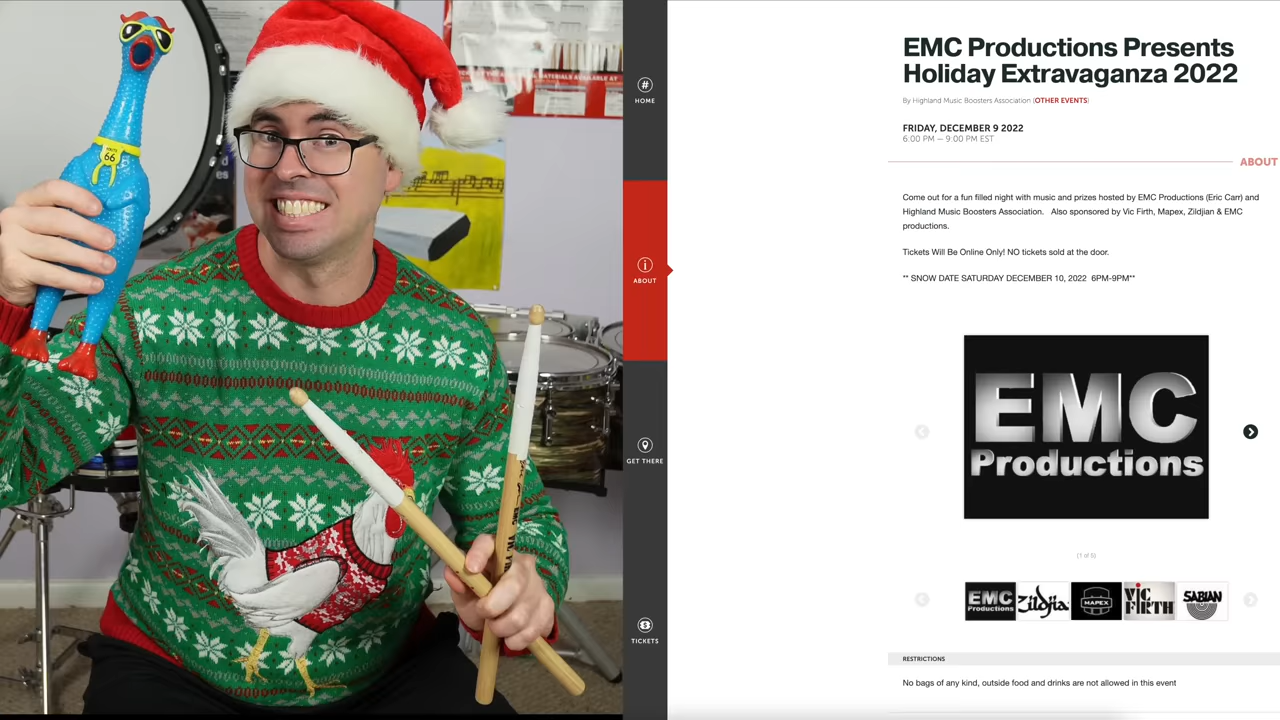 ROUTE
66
MATERIALS AVAILABLE AT
EMC
HOME
ABOUT
GET THERE
TICKETS
EMC Productions Presents
Holiday Extravaganza 2022
By Highland Music Boosters Association (OTHER EVENTS)
FRIDAY, DECEMBER 9 2022
6:00 PM — 9:00 PM EST
ABOUT
Come out for a fun filled night with music and prizes hosted by EMC Productions (Eric Carr) and
Highland Music Boosters Association.   Also sponsored by Vic Firth, Mapex, Zildjian & EMC
productions.
Tickets Will Be Online Only! NO tickets sold at the door.
** SNOW DATE SATURDAY DECEMBER 10, 2022  6PM-9PM**
EMC
Productions
(1 of 5)
EMC
Productions
Zildjian
MAPEX
VIC
FIRTH
SABIAN
RESTRICTIONS
No bags of any kind, outside food and drinks are not allowed in this event